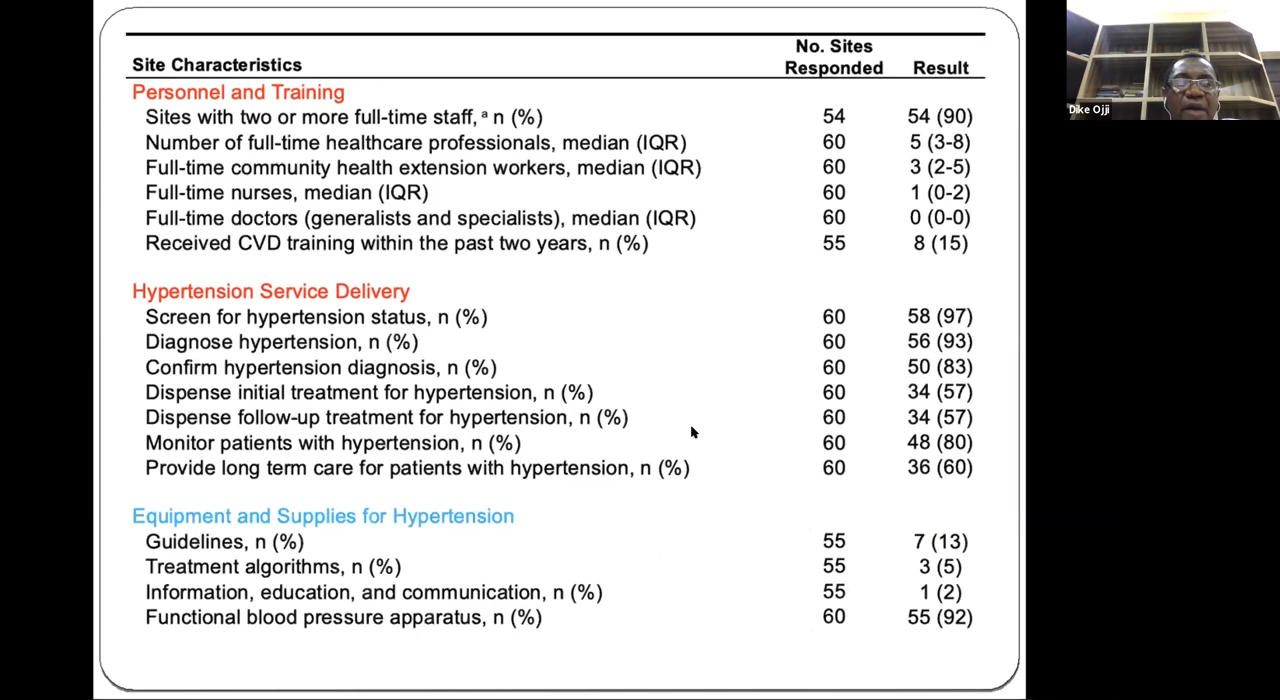 Site Characteristics No. Sites Responded Result
Personnel and Training
Sites with two or more full-time staff, ª n (%) 54 54 (90)
Number of full-time healthcare professionals, median (IQR) 60 5 (3-8)
Full-time community health extension workers, median (IQR) 60 3 (2-5)
Full-time nurses, median (IQR) 60 1 (0-2)
Full-time doctors (generalists and specialists), median (IQR) 60 0 (0-0)
Received CVD training within the past two years, n (%) 55 8 (15)
Hypertension Service Delivery
Screen for hypertension status, n (%) 60 58 (97)
Diagnose hypertension, n (%) 60 56 (93)
Confirm hypertension diagnosis, n (%) 60 50 (83)
Dispense initial treatment for hypertension, n (%) 60 34 (57)
Dispense follow-up treatment for hypertension, n (%) 60 34 (57)
Monitor patients with hypertension, n (%) 60 48 (80)
Provide long term care for patients with hypertension, n (%) 60 36 (60)
Equipment and Supplies for Hypertension
Guidelines, n (%) 55 7 (13)
Treatment algorithms, n (%) 55 3 (5)
Information, education, and communication, n (%) 55 1 (2)
Functional blood pressure apparatus, n (%) 60 55 (92)
Dike Ojji